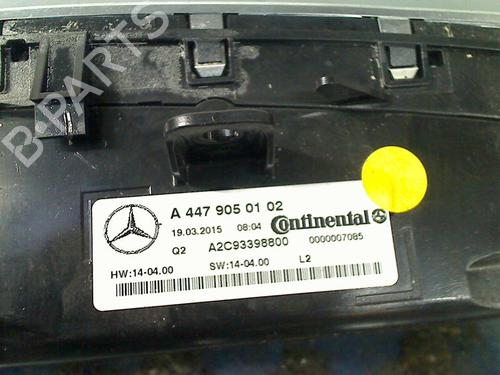 B-PARTS
A 447 905 01 02
19.03.2015 08:04 Continental
Q2 A2C93398800 0000007085
HW:14-04.00 SW:14-04.00 L2